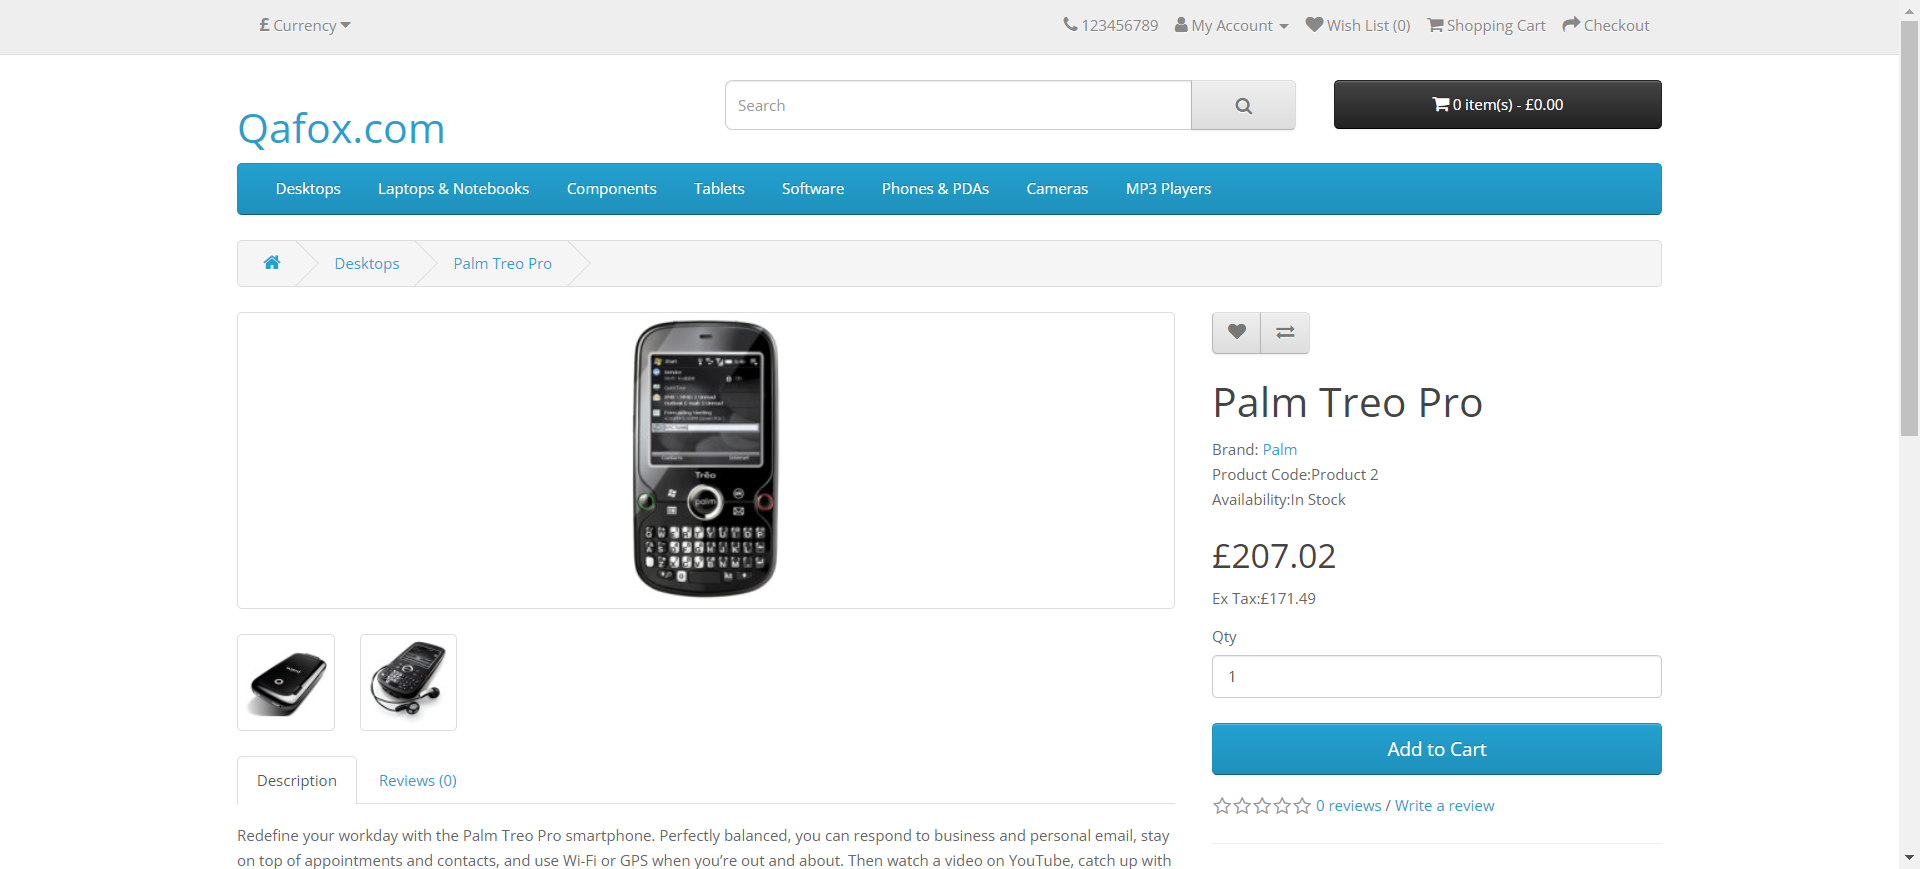 £ Currency
123456789 My Account Wish List (0) Shopping Cart Checkout
Qafox.com
Search
0 item(s) - £0.00
Desktops Laptops & Notebooks Components Tablets Software Phones & PDAs Cameras MP3 Players
Desktops Palm Treo Pro
Trēo
palm
Palm Treo Pro
Brand: Palm
Product Code:Product 2
Availability:In Stock
£207.02
Ex Tax:£171.49
Qty
1
Add to Cart
0 reviews / Write a review
Description Reviews (0)
Redefine your workday with the Palm Treo Pro smartphone. Perfectly balanced, you can respond to business and personal email, stay
on top of appointments and contacts, and use Wi-Fi or GPS when you’re out and about. Then watch a video on YouTube, catch up with